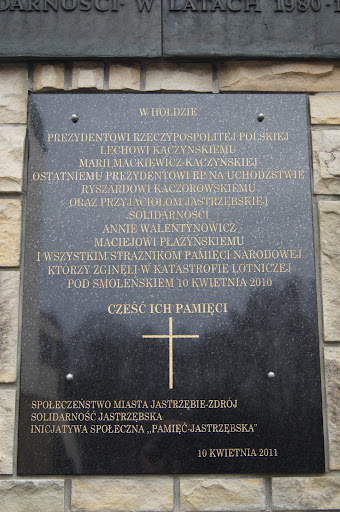 DARNOŚCI" W LATACH 1980-1
W HOŁDZIE
PREZYDENTOWI RZECZYPOSPOLITEJ POLSKIEJ
LECHOWI KACZYŃSKIEMU
MARII MACKIEWICZ-KACZYŃSKIEJ
OSTATNIEMU PREZYDENTOWI RP NA UCHODŹSTWIE
RYSZARDOWI KACZOROWSKIEMU
ORAZ PRZYJACIOŁOM JASTRZĘBSKIEJ
SOLIDARNOŚCI
ANNIE WALENTYNOWICZ
MACIEJOWI PŁAŻYŃSKIEMU
I WSZYSTKIM STRAŻNIKOM PAMIĘCI NARODOWEJ
KTÓRZY ZGINĘLI W KATASTROFIE LOTNICZEJ
POD SMOLEŃSKIEM 10 KWIETNIA 2010
CZEŚĆ ICH PAMIĘCI
SPOŁECZEŃSTWO MIASTA JASTRZĘBIE-ZDRÓJ
SOLIDARNOŚĆ JASTRZĘBSKA
INICJATYWA SPOŁECZNA „PAMIĘĆ-JASTRZĘBSKA"
10 KWIETNIA 2011